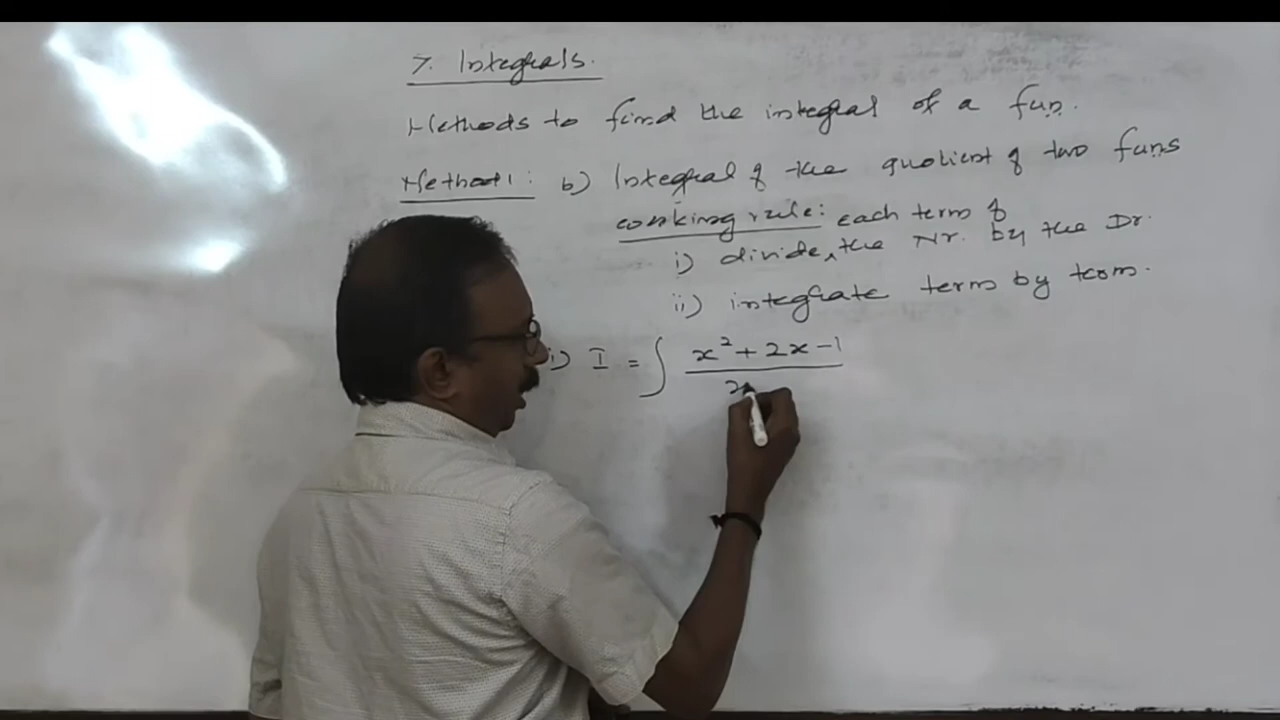 7. Integrals.
Methods to find the integral of a fun.
Method 1: b) Integral of the quotient of two funs
working rule: each term of
i) divide ‸ the Nr. by the Dr.
ii) integrate term by term.
i) I = ∫ x² + 2x - 1